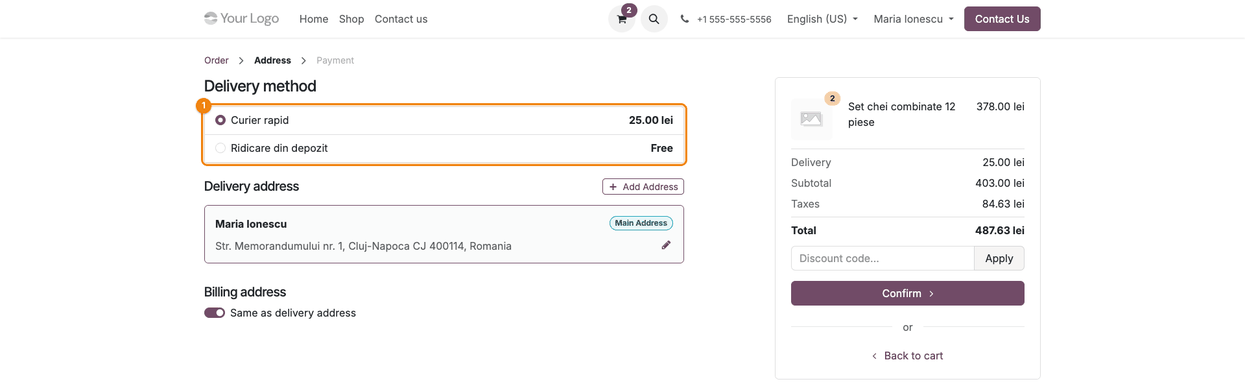 Your Logo
Home Shop Contact us
2
+1 555-555-5556 English (US) Maria Ionescu Contact Us
Order Address Payment
Delivery method
1
Curier rapid 25.00 lei
Ridicare din depozit Free
Delivery address
+ Add Address
Maria Ionescu Main Address
Str. Memorandumului nr. 1, Cluj-Napoca CJ 400114, Romania
Billing address
Same as delivery address
2
Set chei combinate 12 378.00 lei
piese
Delivery 25.00 lei
Subtotal 403.00 lei
Taxes 84.63 lei
Total 487.63 lei
Discount code... Apply
Confirm
or
Back to cart